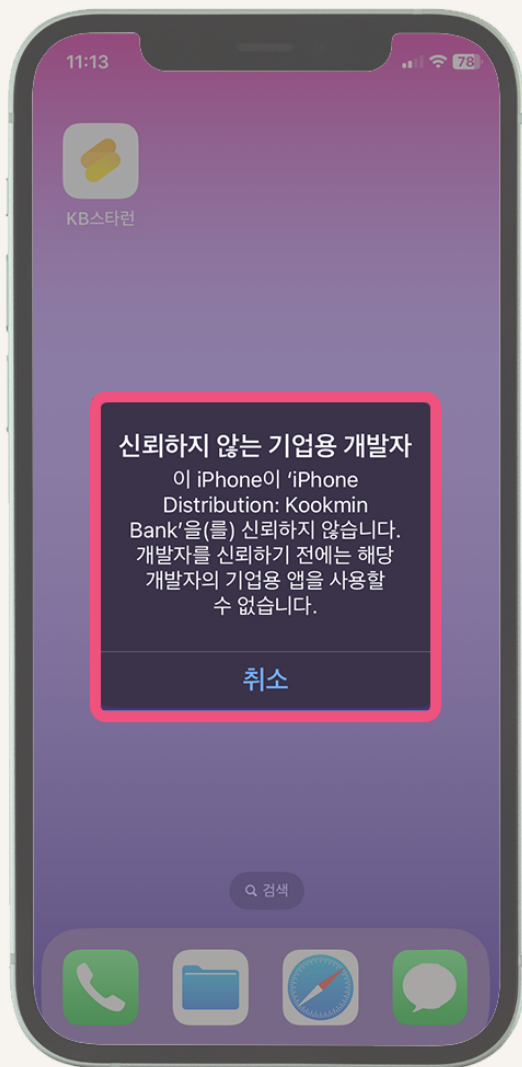 11:13
78
KB스타런
신뢰하지 않는 기업용 개발자
이 iPhone이 ‘iPhone
Distribution: Kookmin
Bank’을(를) 신뢰하지 않습니다.
개발자를 신뢰하기 전에는 해당
개발자의 기업용 앱을 사용할
수 없습니다.
취소
검색